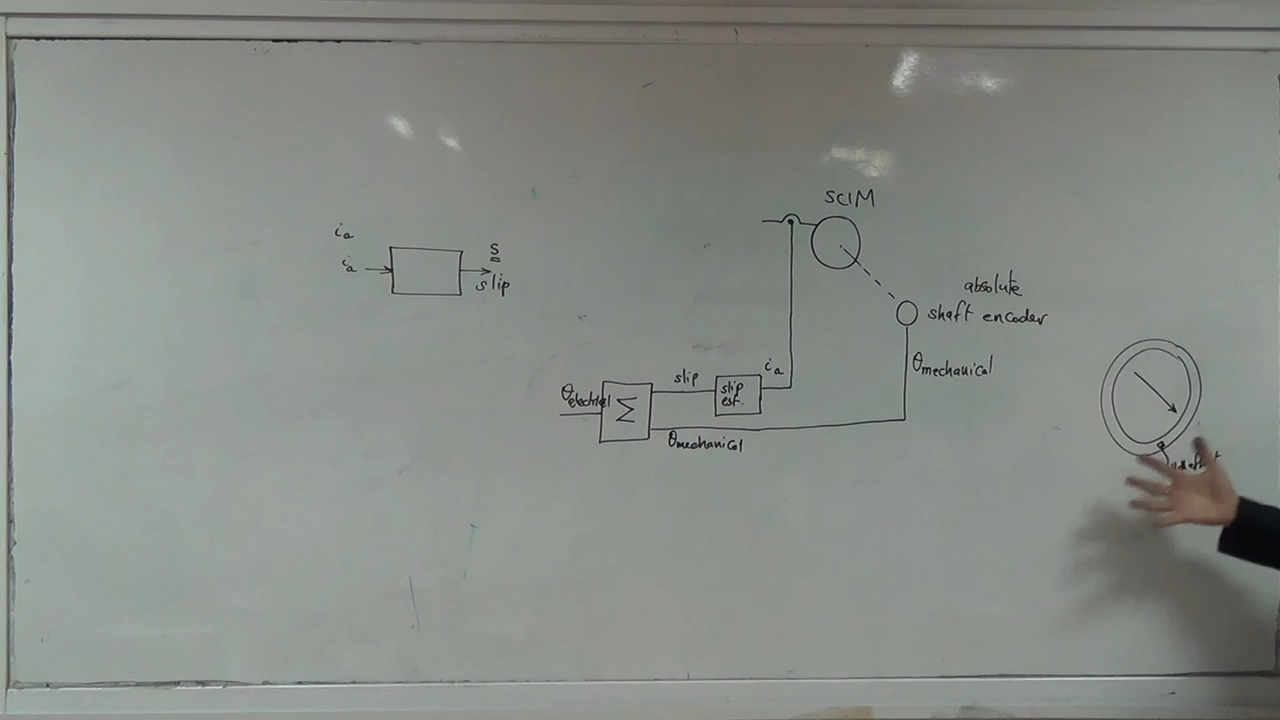 ia
ia
s
slip
SCIM
absolute
shaft encoder
θmechanical
ia
slip
slip
est.
θelectrical
Σ
θmechanical